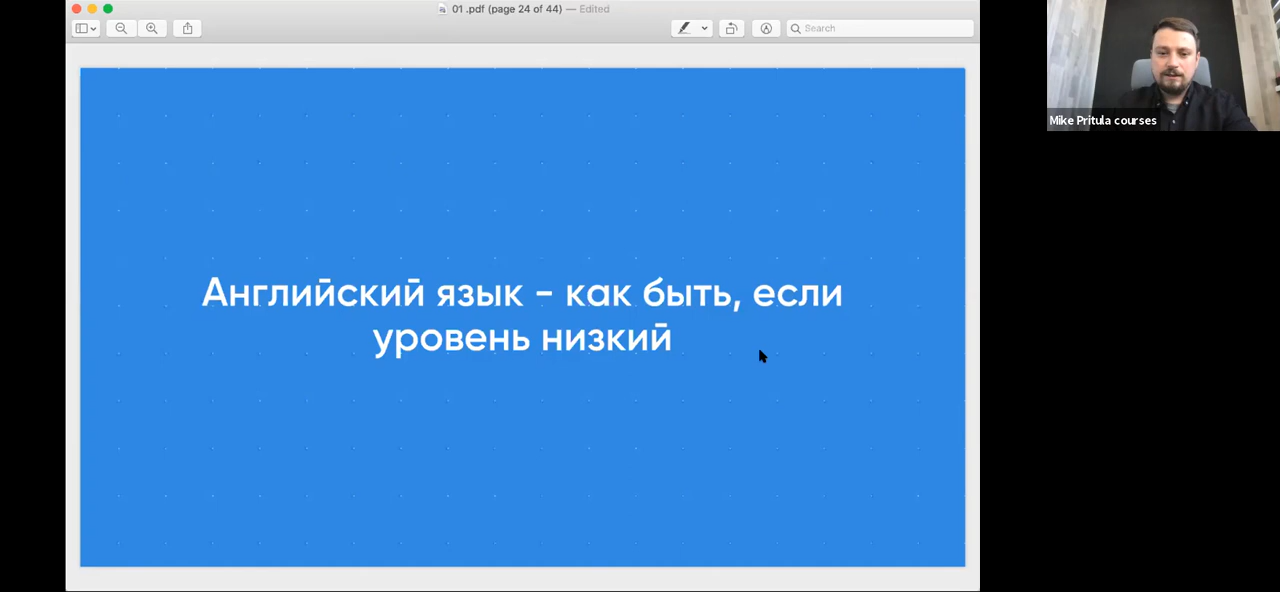 01 .pdf (page 24 of 44) — Edited
Search
Mike Pritula courses
Английский язык - как быть, если
уровень низкий